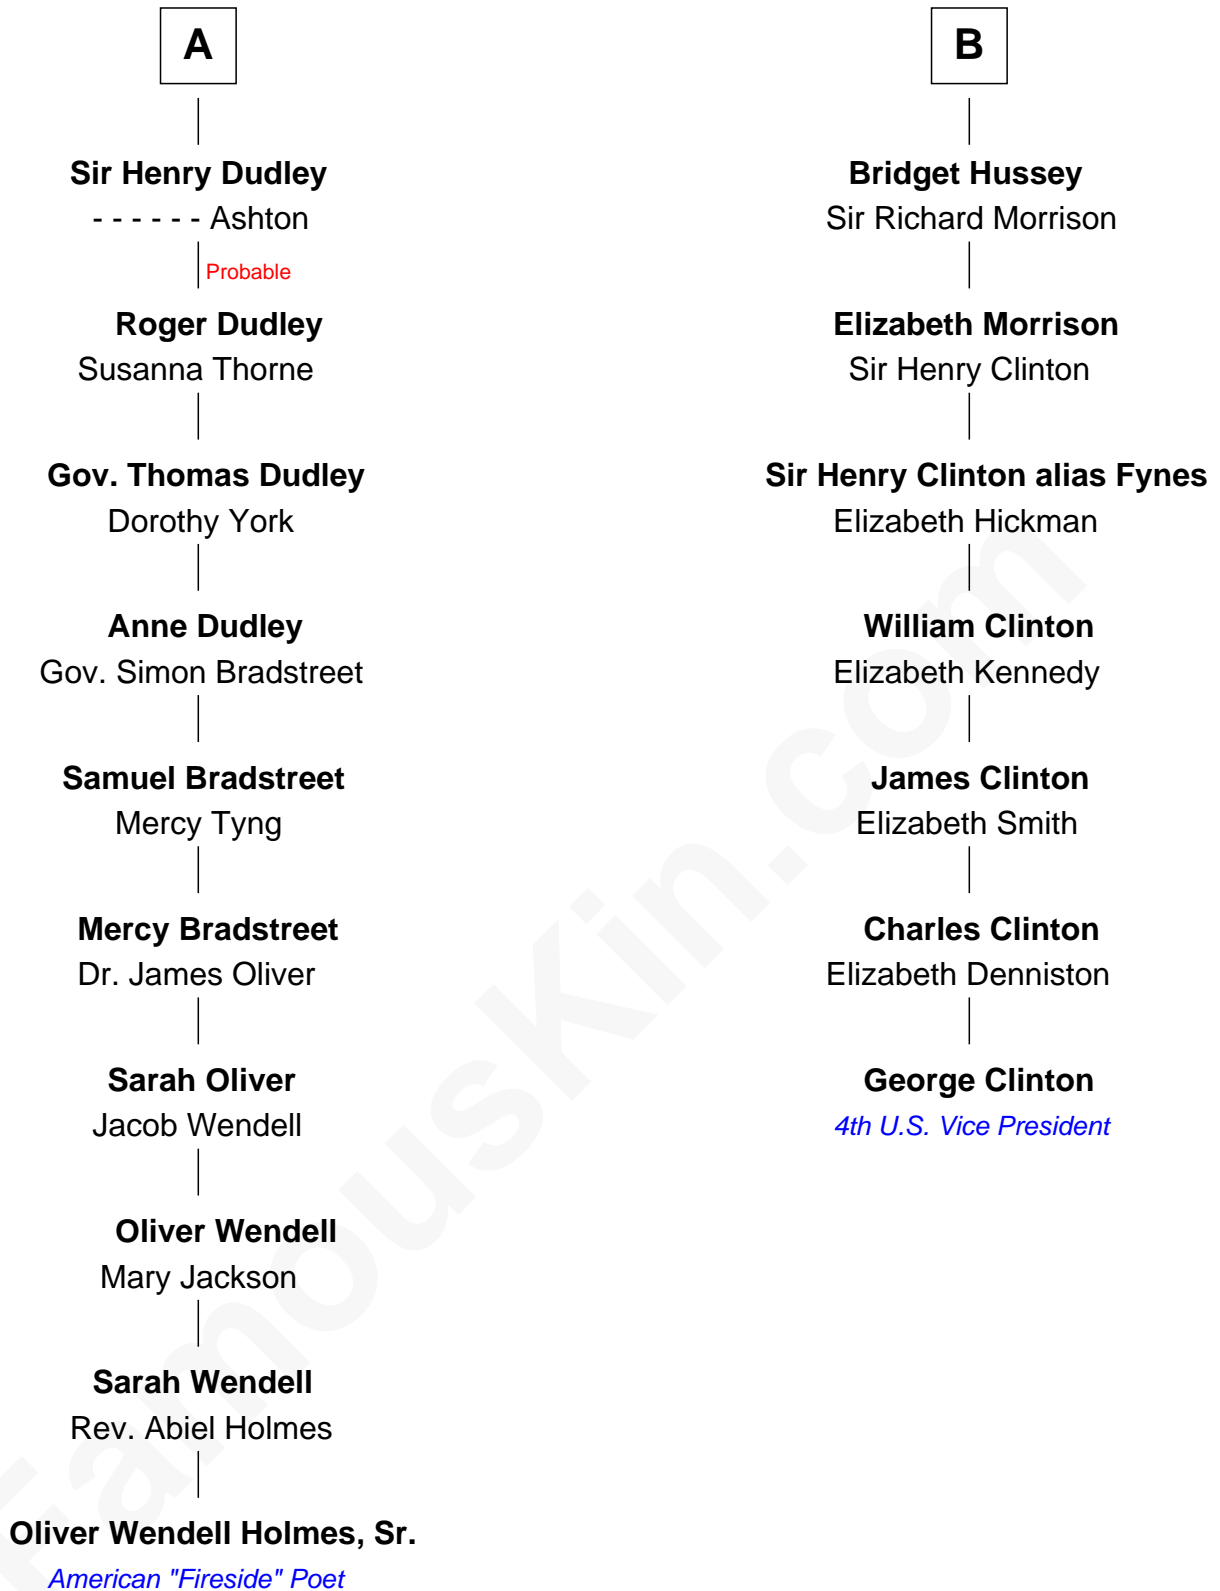 A
Sir Henry Dudley
- - - - - - Ashton
Probable
Roger Dudley
Susanna Thorne
Gov. Thomas Dudley
Dorothy York
Anne Dudley
Gov. Simon Bradstreet
Samuel Bradstreet
Mercy Tyng
Mercy Bradstreet
Dr. James Oliver
Sarah Oliver
Jacob Wendell
Oliver Wendell
Mary Jackson
Sarah Wendell
Rev. Abiel Holmes
Oliver Wendell Holmes, Sr.
American "Fireside" Poet
B
Bridget Hussey
Sir Richard Morrison
Elizabeth Morrison
Sir Henry Clinton
Sir Henry Clinton alias Fynes
Elizabeth Hickman
William Clinton
Elizabeth Kennedy
James Clinton
Elizabeth Smith
Charles Clinton
Elizabeth Denniston
George Clinton
4th U.S. Vice President
FamousKin.com